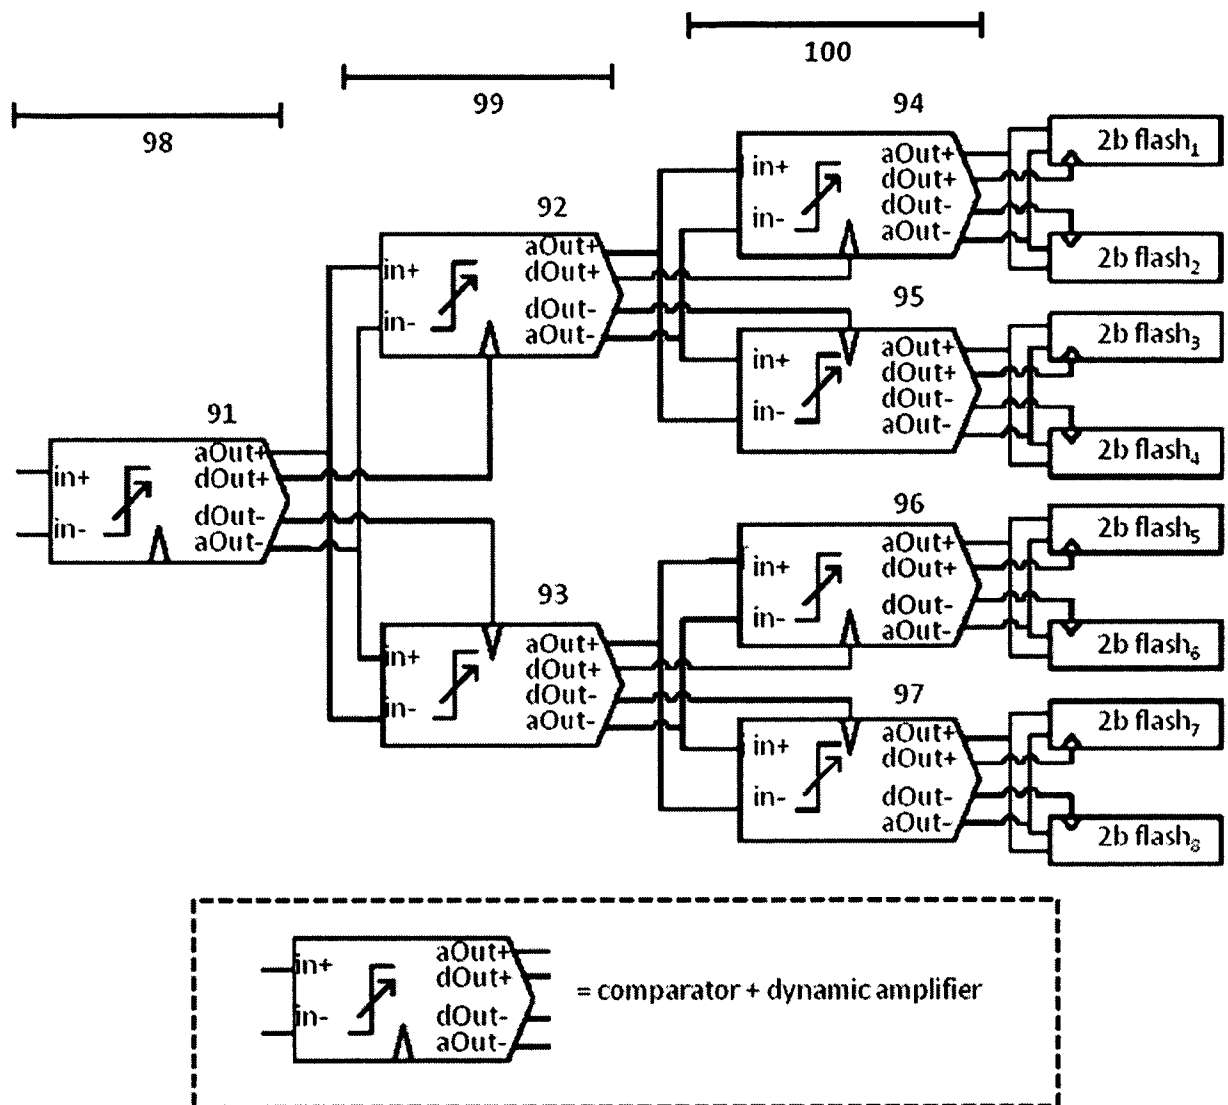 100
99
98
94
in+
in-
aOut+
dOut+
dOut-
aOut-
2b flash1
2b flash2
92
in+
in-
aOut+
dOut+
dOut-
aOut-
95
in+
in-
aOut+
dOut+
dOut-
aOut-
2b flash3
2b flash4
91
in+
in-
aOut+
dOut+
dOut-
aOut-
96
in+
in-
aOut+
dOut+
dOut-
aOut-
2b flash5
2b flash6
93
in+
in-
aOut+
dOut+
dOut-
aOut-
97
in+
in-
aOut+
dOut+
dOut-
aOut-
2b flash7
2b flash8
in+
in-
aOut+
dOut+
dOut-
aOut-
= comparator + dynamic amplifier